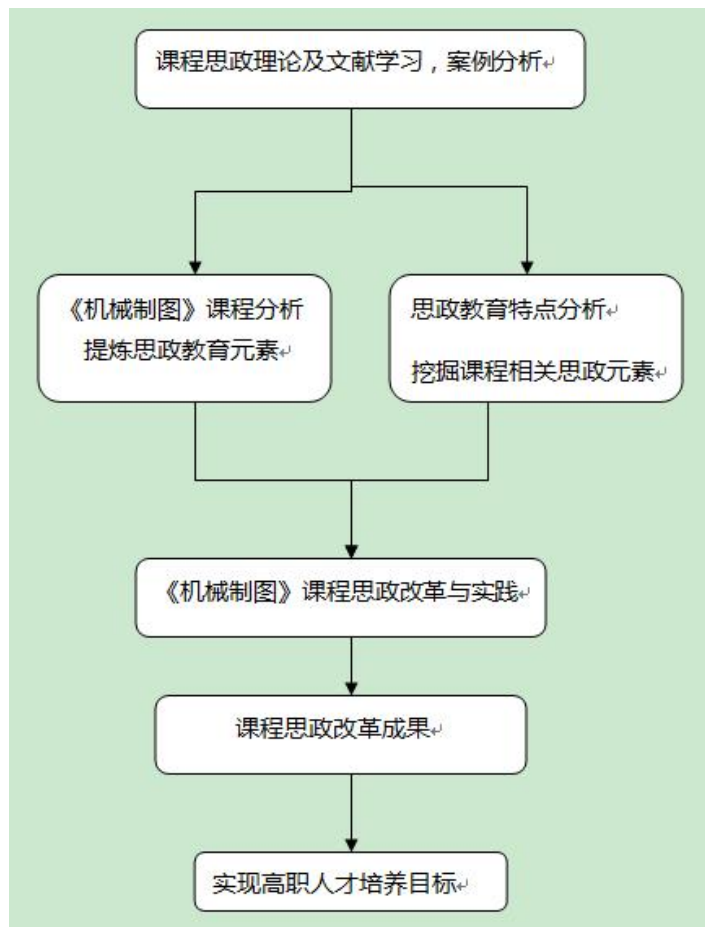 课程思政理论及文献学习，案例分析
《机械制图》课程分析
提炼思政教育元素
思政教育特点分析
挖掘课程相关思政元素
《机械制图》课程思政改革与实践
课程思政改革成果
实现高职人才培养目标